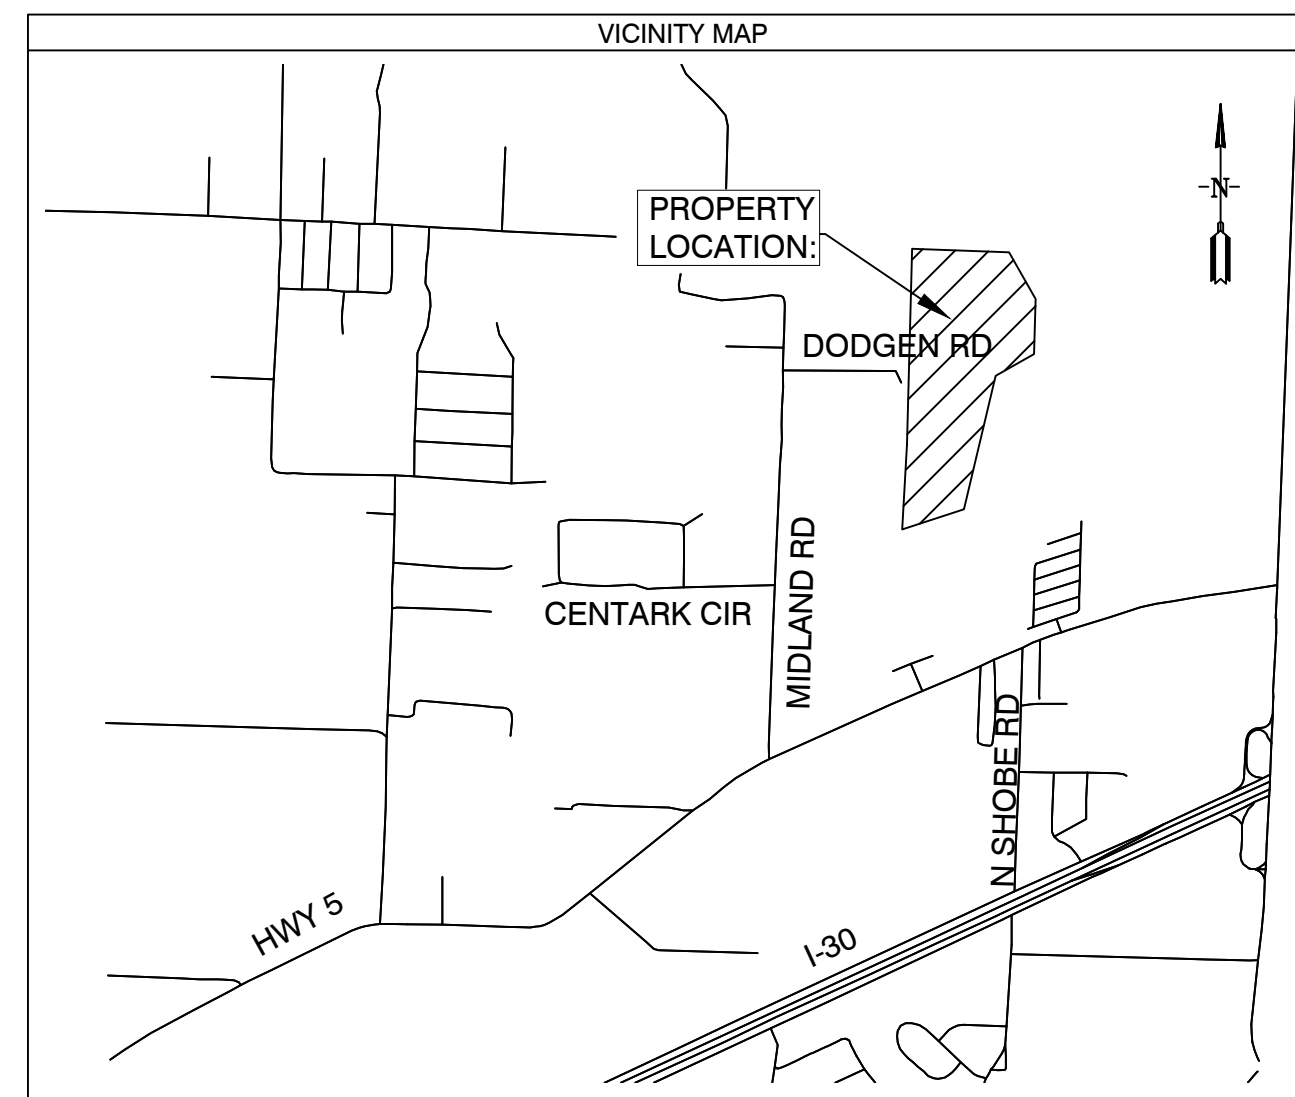 VICINITY MAP
-N-
PROPERTY
LOCATION:
DODGEN RD
MIDLAND RD
CENTARK CIR
N SHOBE RD
HWY 5
I-30